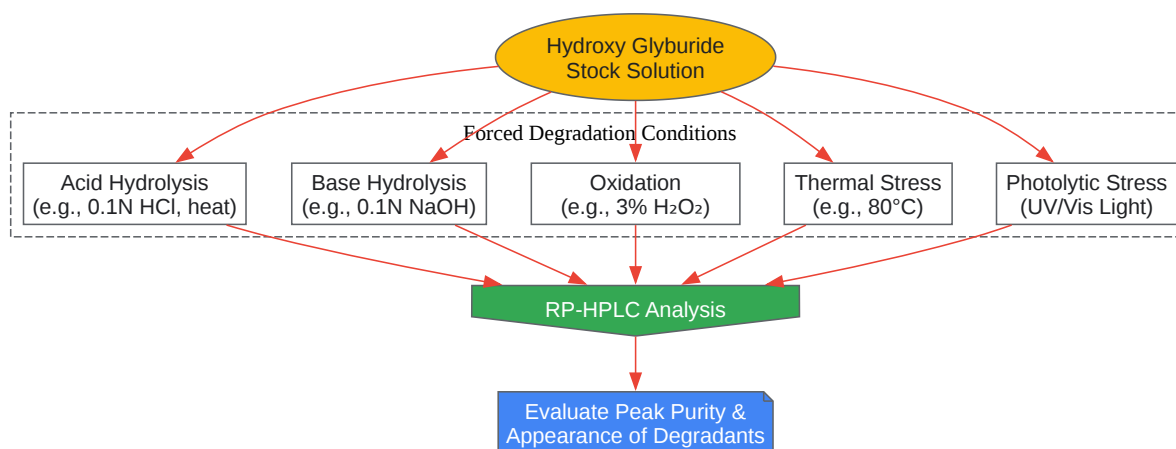 Hydroxy Glyburide
Stock Solution
Forced Degradation Conditions
Acid Hydrolysis
(e.g., 0.1N HCl, heat)
Base Hydrolysis
(e.g., 0.1N NaOH)
Oxidation
(e.g., 3% H₂O₂)
Thermal Stress
(e.g., 80°C)
Photolytic Stress
(UV/Vis Light)
RP-HPLC Analysis
Evaluate Peak Purity &
Appearance of Degradants